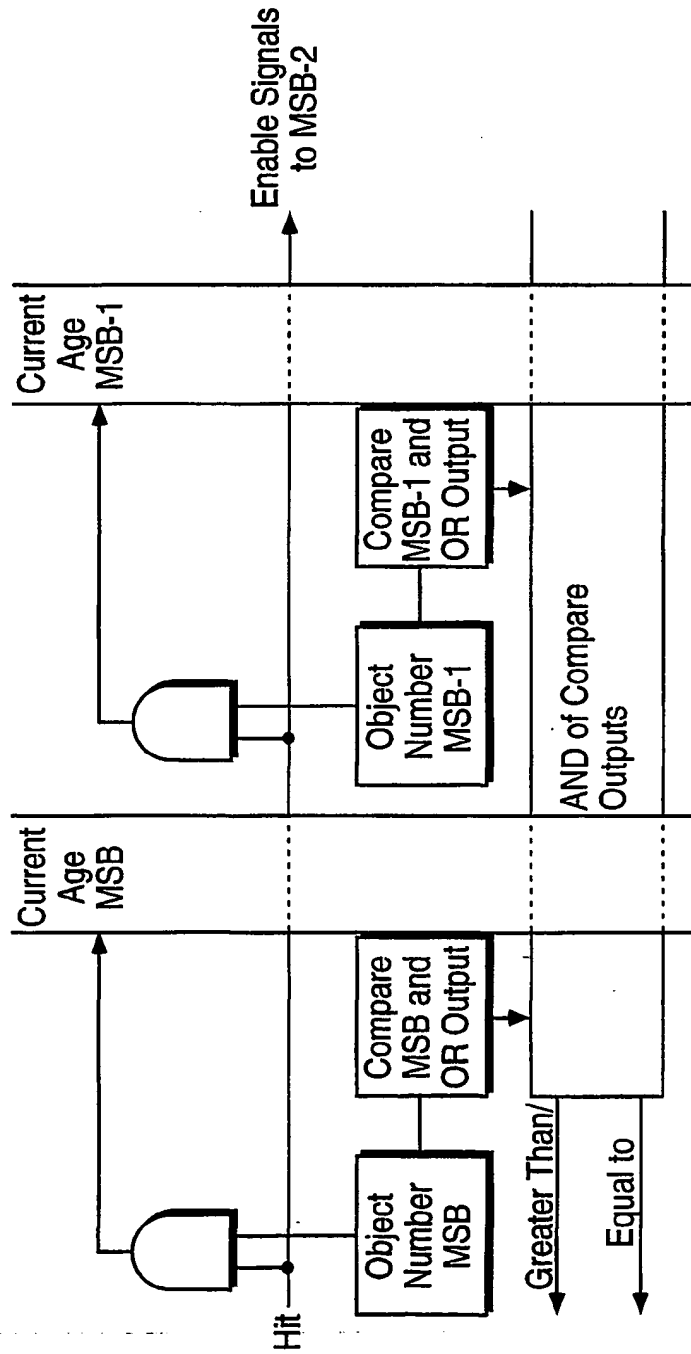 Current
Age
MSB
Current
Age
MSB-1
Hit
Enable Signals
to MSB-2
Object
Number
MSB
Compare
MSB and
OR Output
Object
Number
MSB-1
Compare
MSB-1 and
OR Output
Greater Than/
Equal to
AND of Compare
Outputs